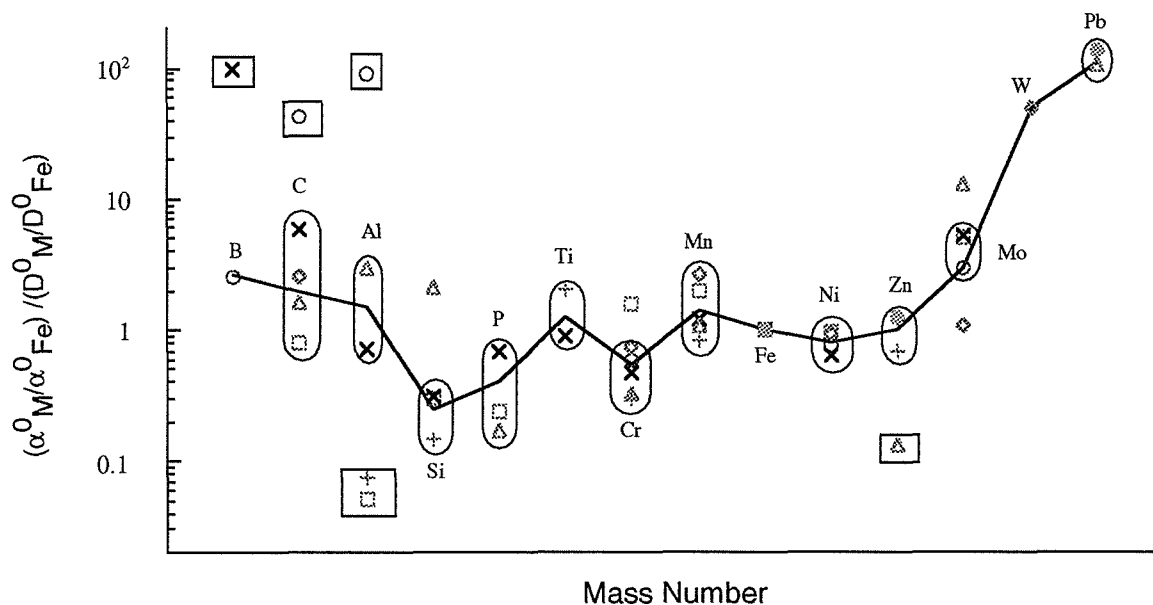 Pb
10²
W
C
10
B
Al
Ti
Mn
Mo
Ni
Zn
P
1
Fe
Cr
Si
0.1
(α⁰M/α⁰Fe)/(D⁰M/D⁰Fe)
Mass Number